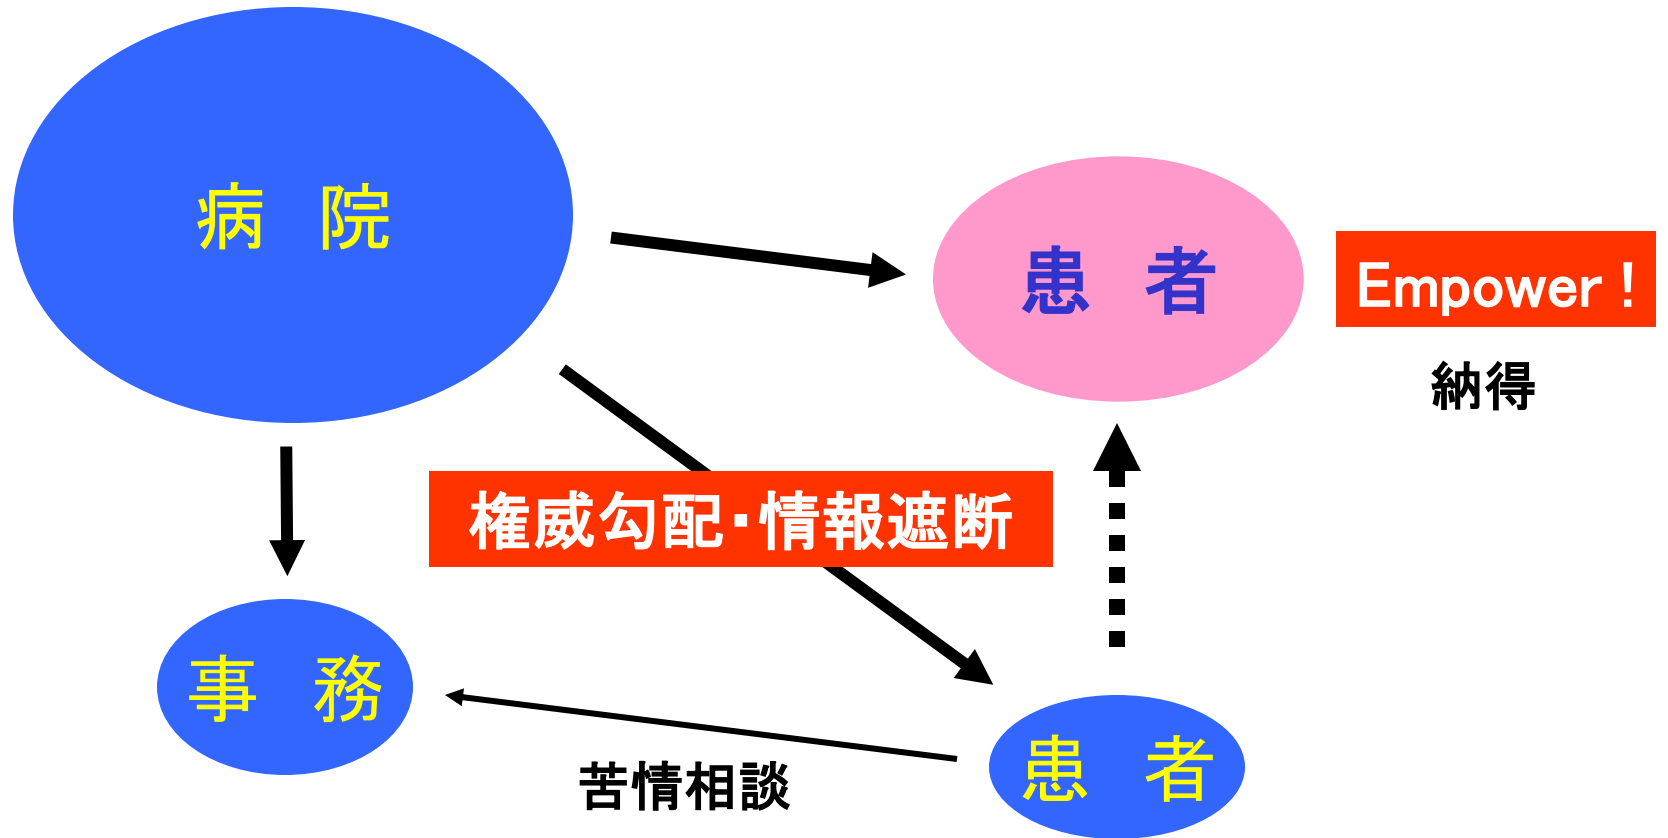 病　院
患　者
Empower！
納得
権威勾配・情報遮断
事　務
苦情相談
患　者